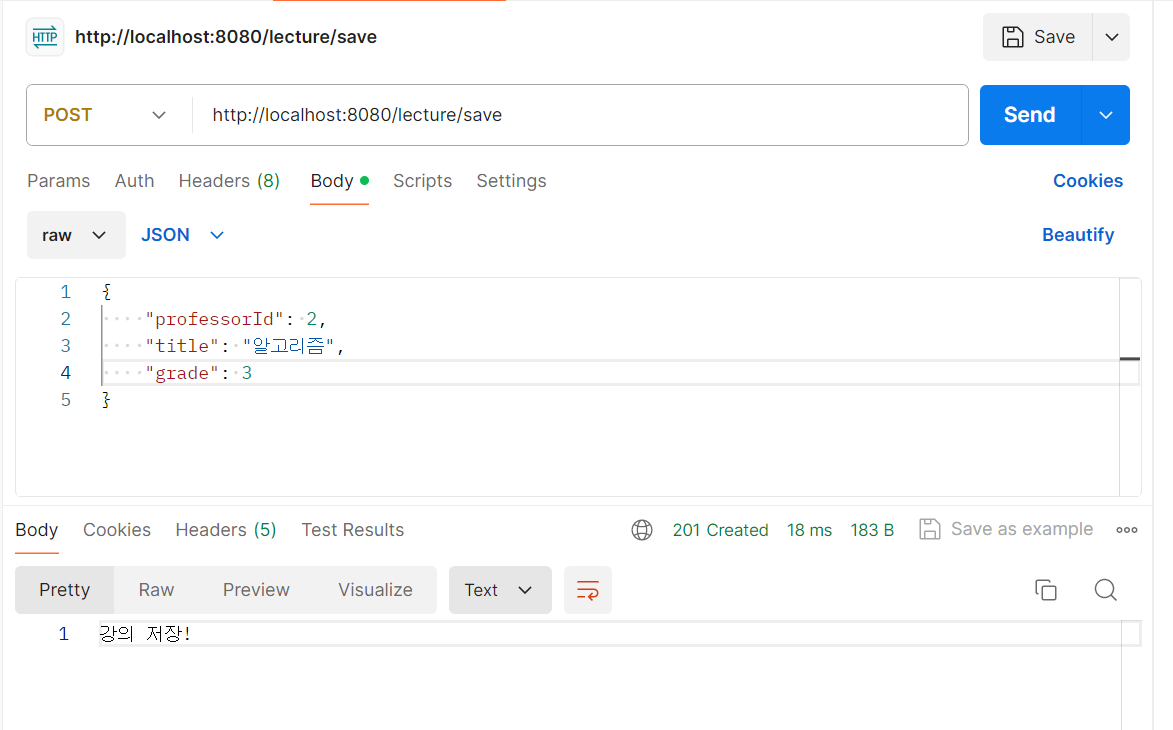 HTTP http://localhost:8080/lecture/save Save
POST http://localhost:8080/lecture/save Send
Params Auth Headers (8) Body Scripts Settings Cookies
raw JSON Beautify
1 {
2 "professorId": 2,
3 "title": "알고리즘",
4 "grade": 3
5 }
Body Cookies Headers (5) Test Results 201 Created 18 ms 183 B Save as example
Pretty Raw Preview Visualize Text
1 강의 저장!